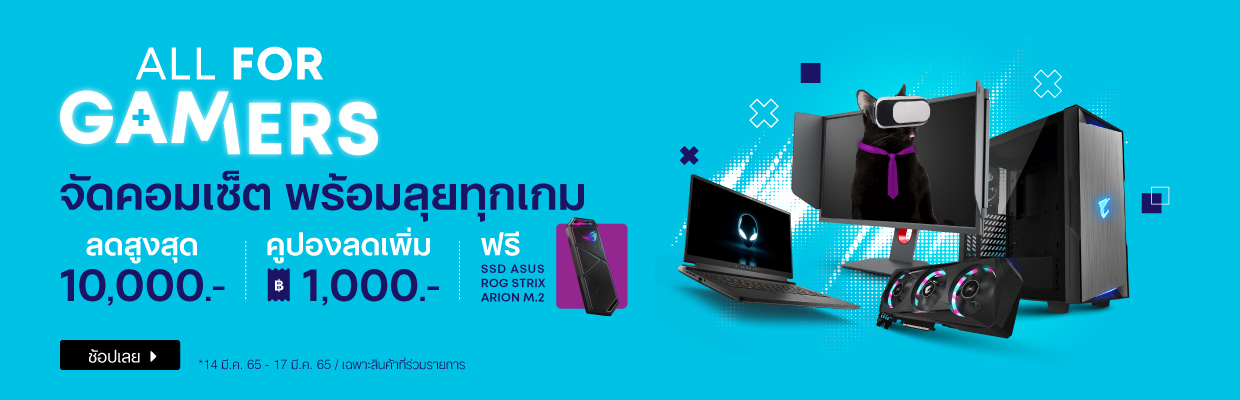 ALL FOR
GAMERS
จัดคอมเซ็ต พร้อมลุยทุกเกม
ลดสูงสุด
10,000.-
คูปองลดเพิ่ม
฿ 1,000.-
ฟรี
SSD ASUS
ROG STRIX
ARION M.2
ช้อปเลย
*14 มี.ค. 65 - 17 มี.ค. 65 / เฉพาะสินค้าที่ร่วมรายการ